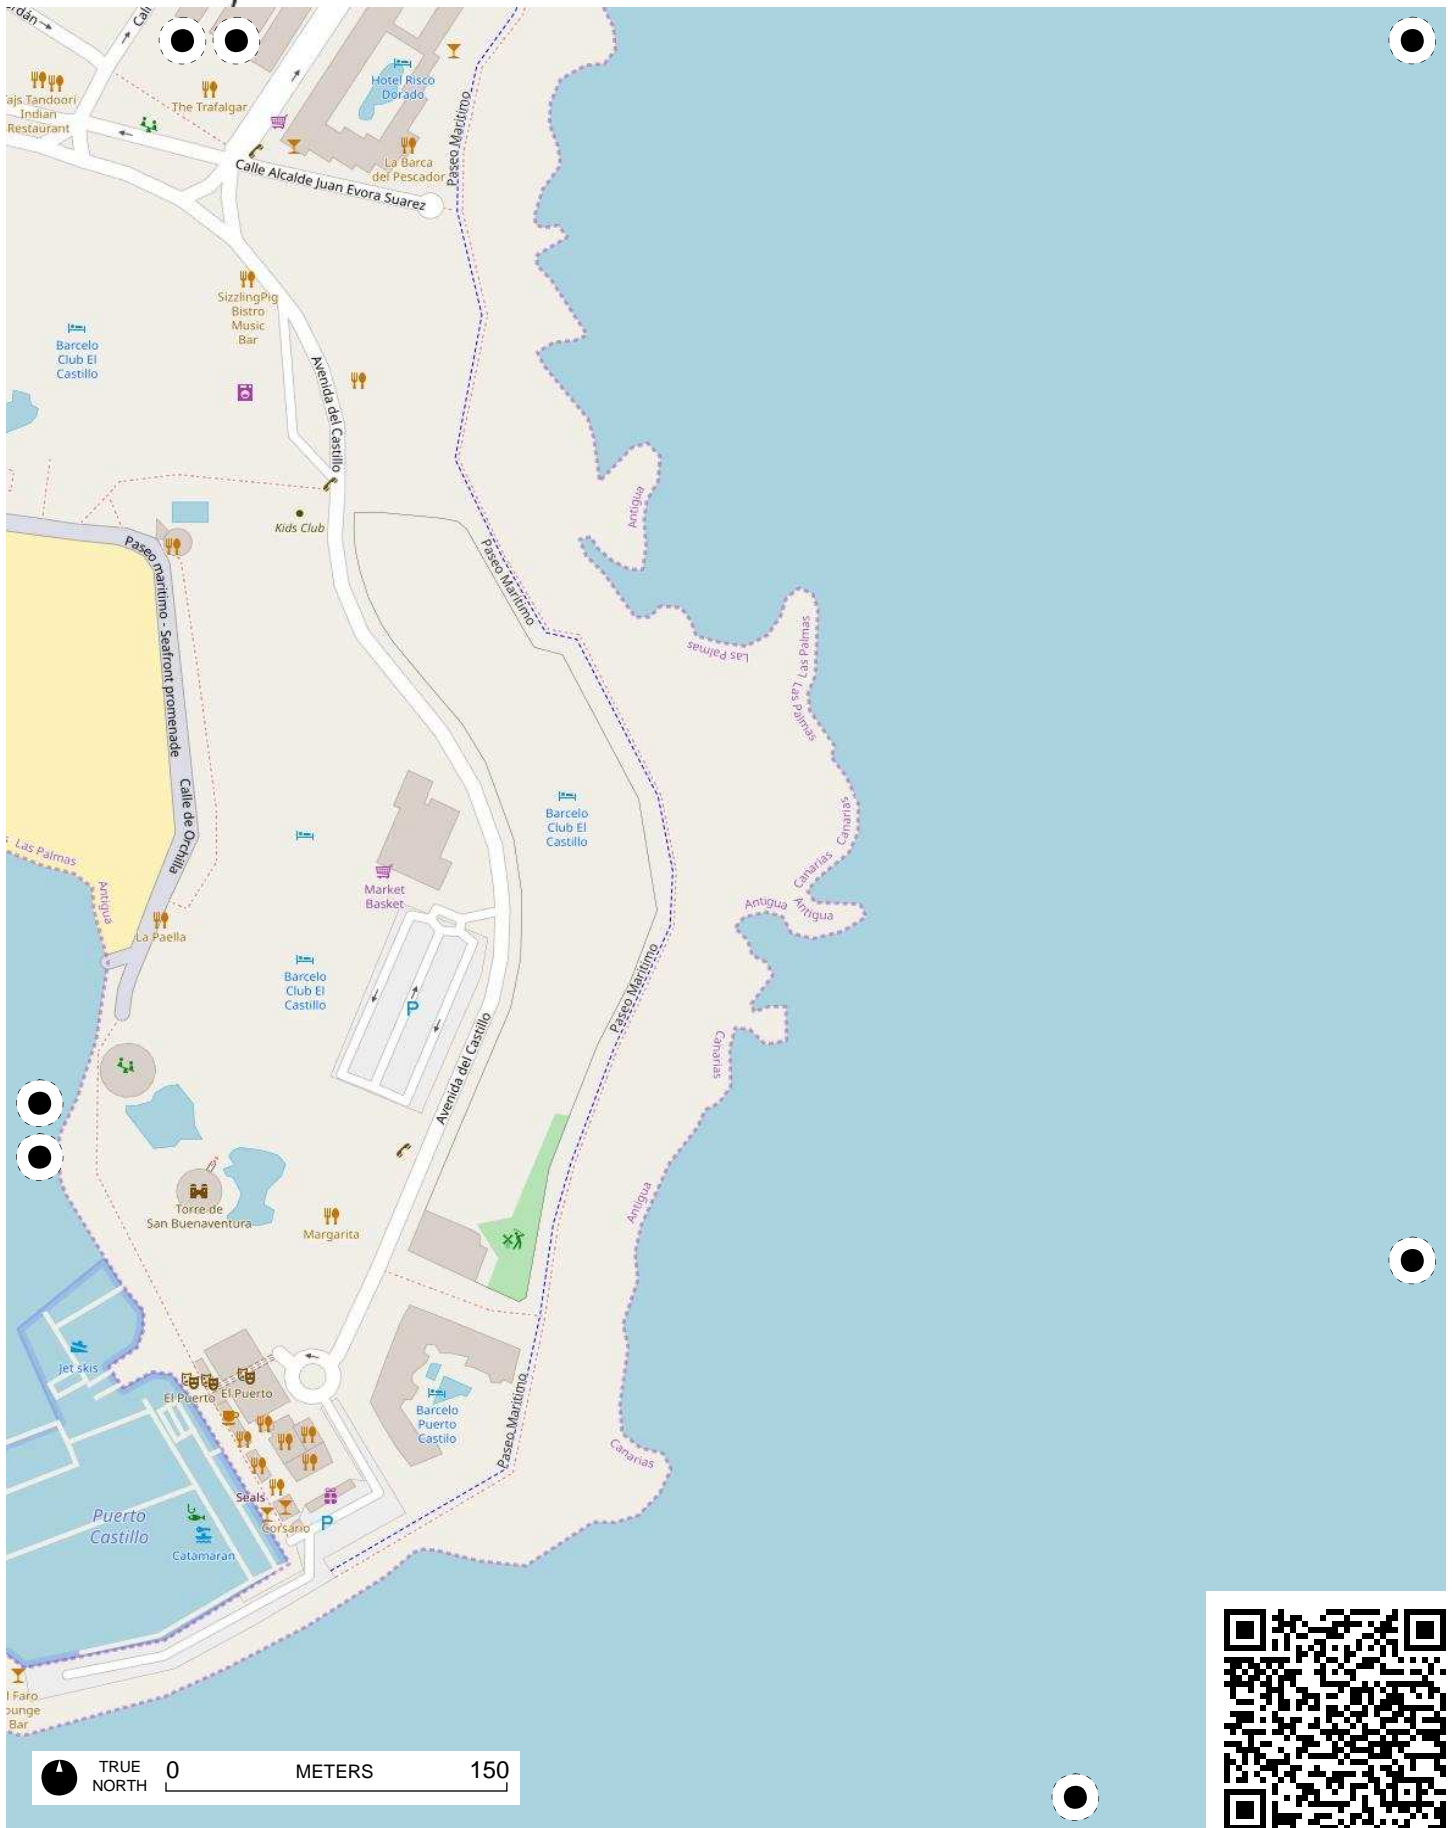 Hotel Risco
Dorado
The Trafalgar
Tandoori
Indian
Restaurant
La Barca
del Pescador
Paseo Marítimo
Calle Alcalde Juan Evora Suarez
SizzlingPig
Bistro
Music
Bar
Barcelo
Club El
Castillo
Avenida del Castillo
Antigua
Kids Club
Paseo maritimo - Seafront promenade
Paseo Marítimo
Las Palmas
Las Palmas
Las Palmas
Calle de Orchilla
Barcelo
Club El
Castillo
Canarias
Las Palmas
Canarias
Market
Basket
Antigua
Antigua
Antigua
La Paella
Barcelo
Club El
Castillo
P
Paseo Marítimo
Avenida del Castillo
Canarias
Torre de
San Buenaventura
Margarita
Antigua
Jet skis
El Puerto
El Puerto
Barcelo
Puerto
Castilo
Paseo Marítimo
Canarias
Seals
Puerto
Castillo
Corsario
P
Catamaran
Faro
Bar
TRUE
NORTH
0 METERS 150